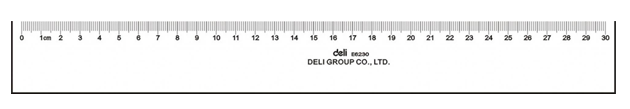 0 1cm 2 3 4 5 6 7 8 9 10 11 12 13 14 15 16 17 18 19 20 21 22 23 24 25 26 27 28 29 30
deli E6230
DELI GROUP CO., LTD.